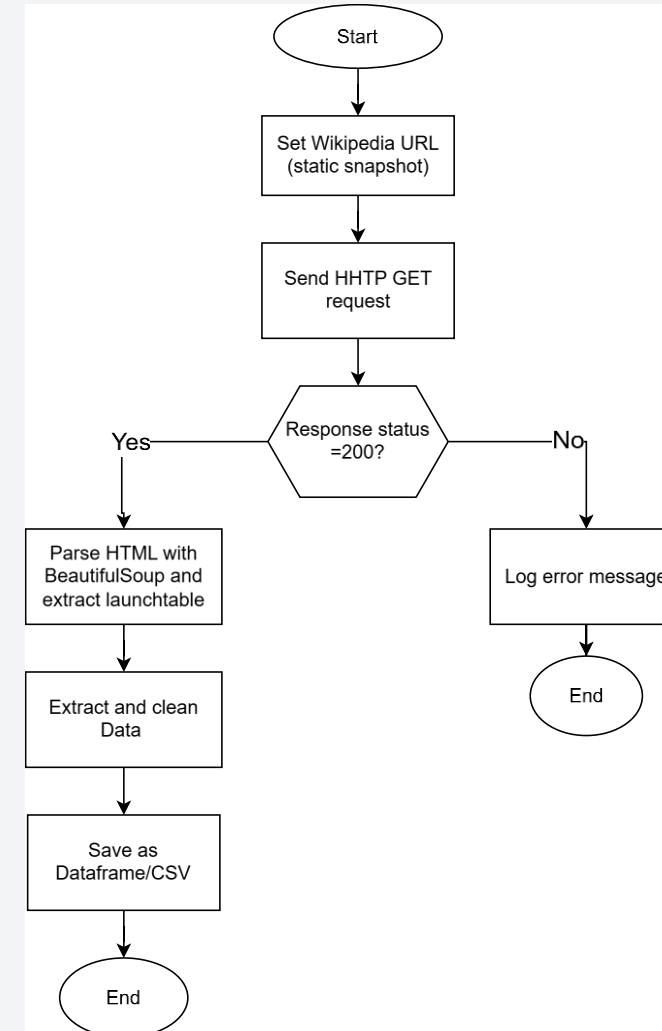 Start
Set Wikipedia URL
(static snapshot)
Send HHTP GET
request
Response status
=200?
Yes
No
Parse HTML with
BeautifulSoup and
extract launchtable
Log error message
Extract and clean
Data
End
Save as
Dataframe/CSV
End